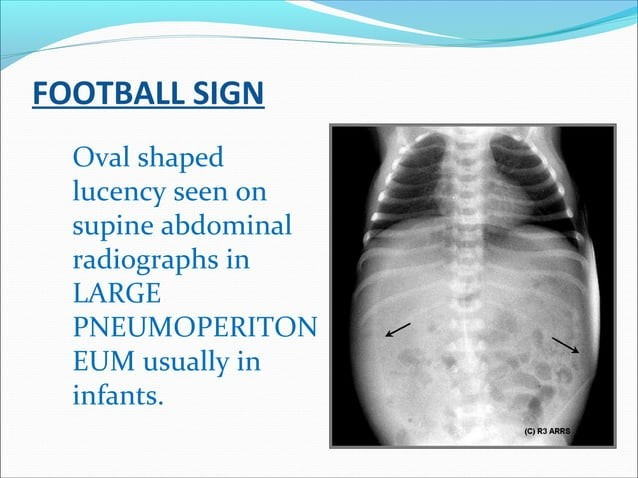 FOOTBALL SIGN
Oval shaped
lucency seen on
supine abdominal
radiographs in
LARGE
PNEUMOPERITON
EUM usually in
infants.
(C) R3 ARRS